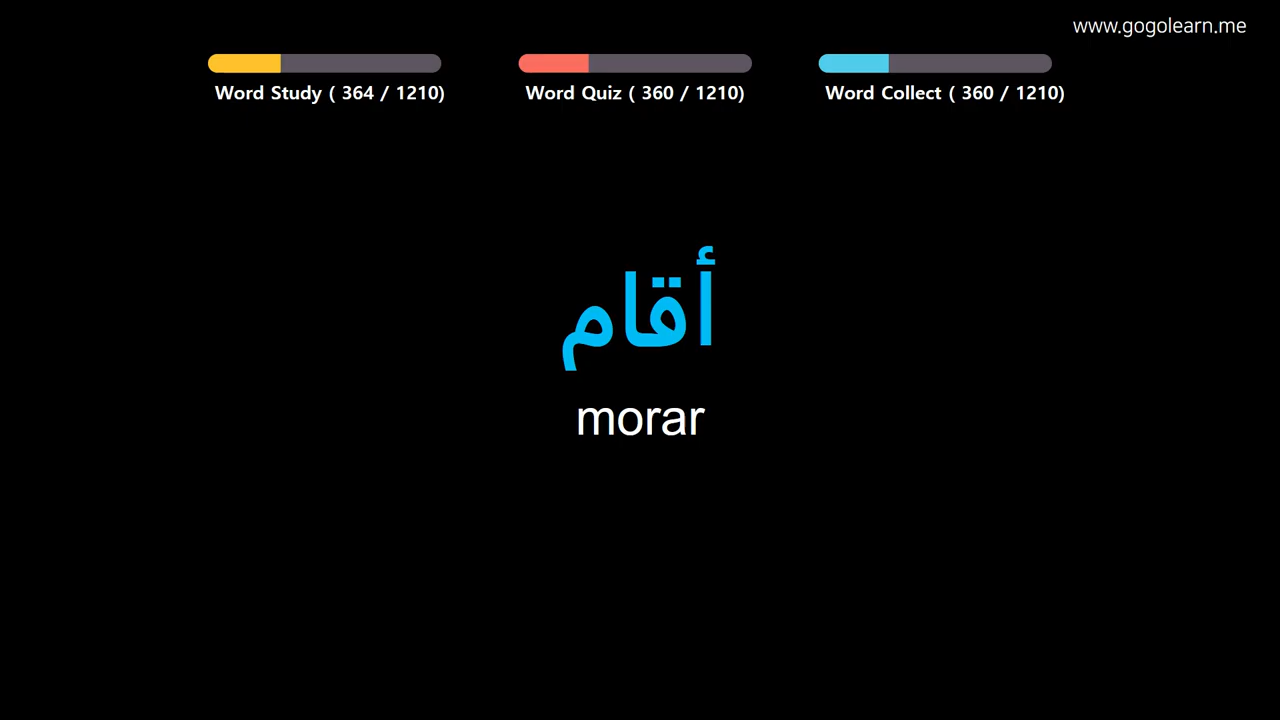 www.gogolearn.me
Word Study ( 364 / 1210)
Word Quiz ( 360 / 1210)
Word Collect ( 360 / 1210)
أقام
morar